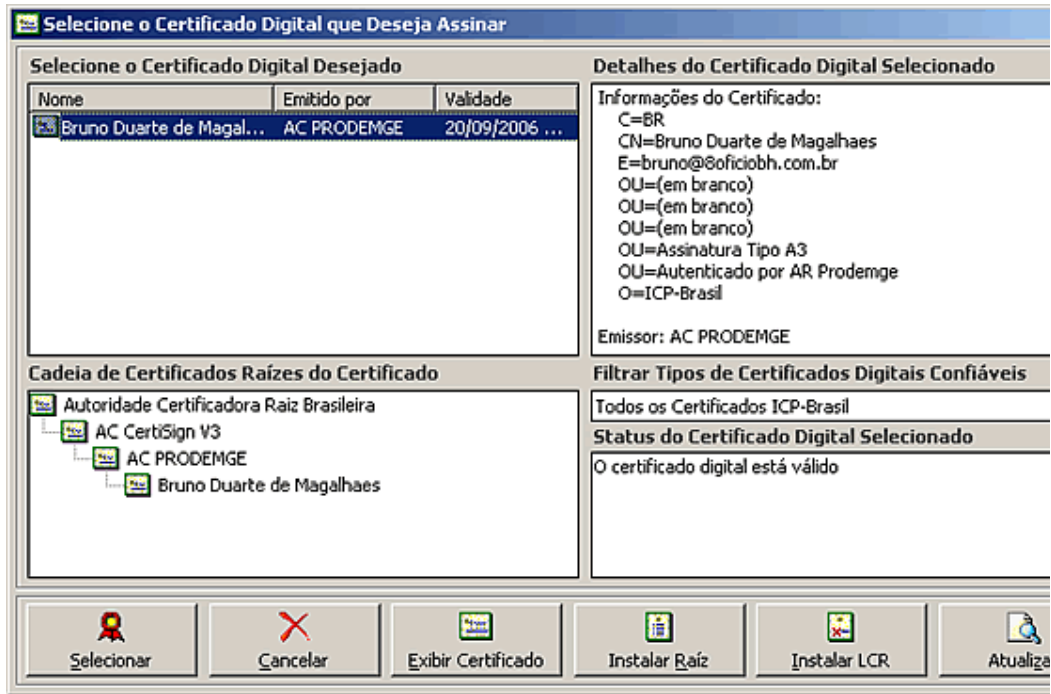 Selecione o Certificado Digital que Deseja Assinar
Selecione o Certificado Digital Desejado
Nome Emitido por Validade
Bruno Duarte de Magal... AC PRODEMGE 20/09/2006 ...
Detalhes do Certificado Digital Selecionado
Informações do Certificado:
C=BR
CN=Bruno Duarte de Magalhaes
E=bruno@8oficiobh.com.br
OU=(em branco)
OU=(em branco)
OU=(em branco)
OU=Assinatura Tipo A3
OU=Autenticado por AR Prodemge
O=ICP-Brasil
Emissor: AC PRODEMGE
Cadeia de Certificados Raízes do Certificado
Autoridade Certificadora Raiz Brasileira
AC CertiSign V3
AC PRODEMGE
Bruno Duarte de Magalhaes
Filtrar Tipos de Certificados Digitais Confiáveis
Todos os Certificados ICP-Brasil
Status do Certificado Digital Selecionado
O certificado digital está válido
Selecionar Cancelar Exibir Certificado Instalar Raíz Instalar LCR Atualiza